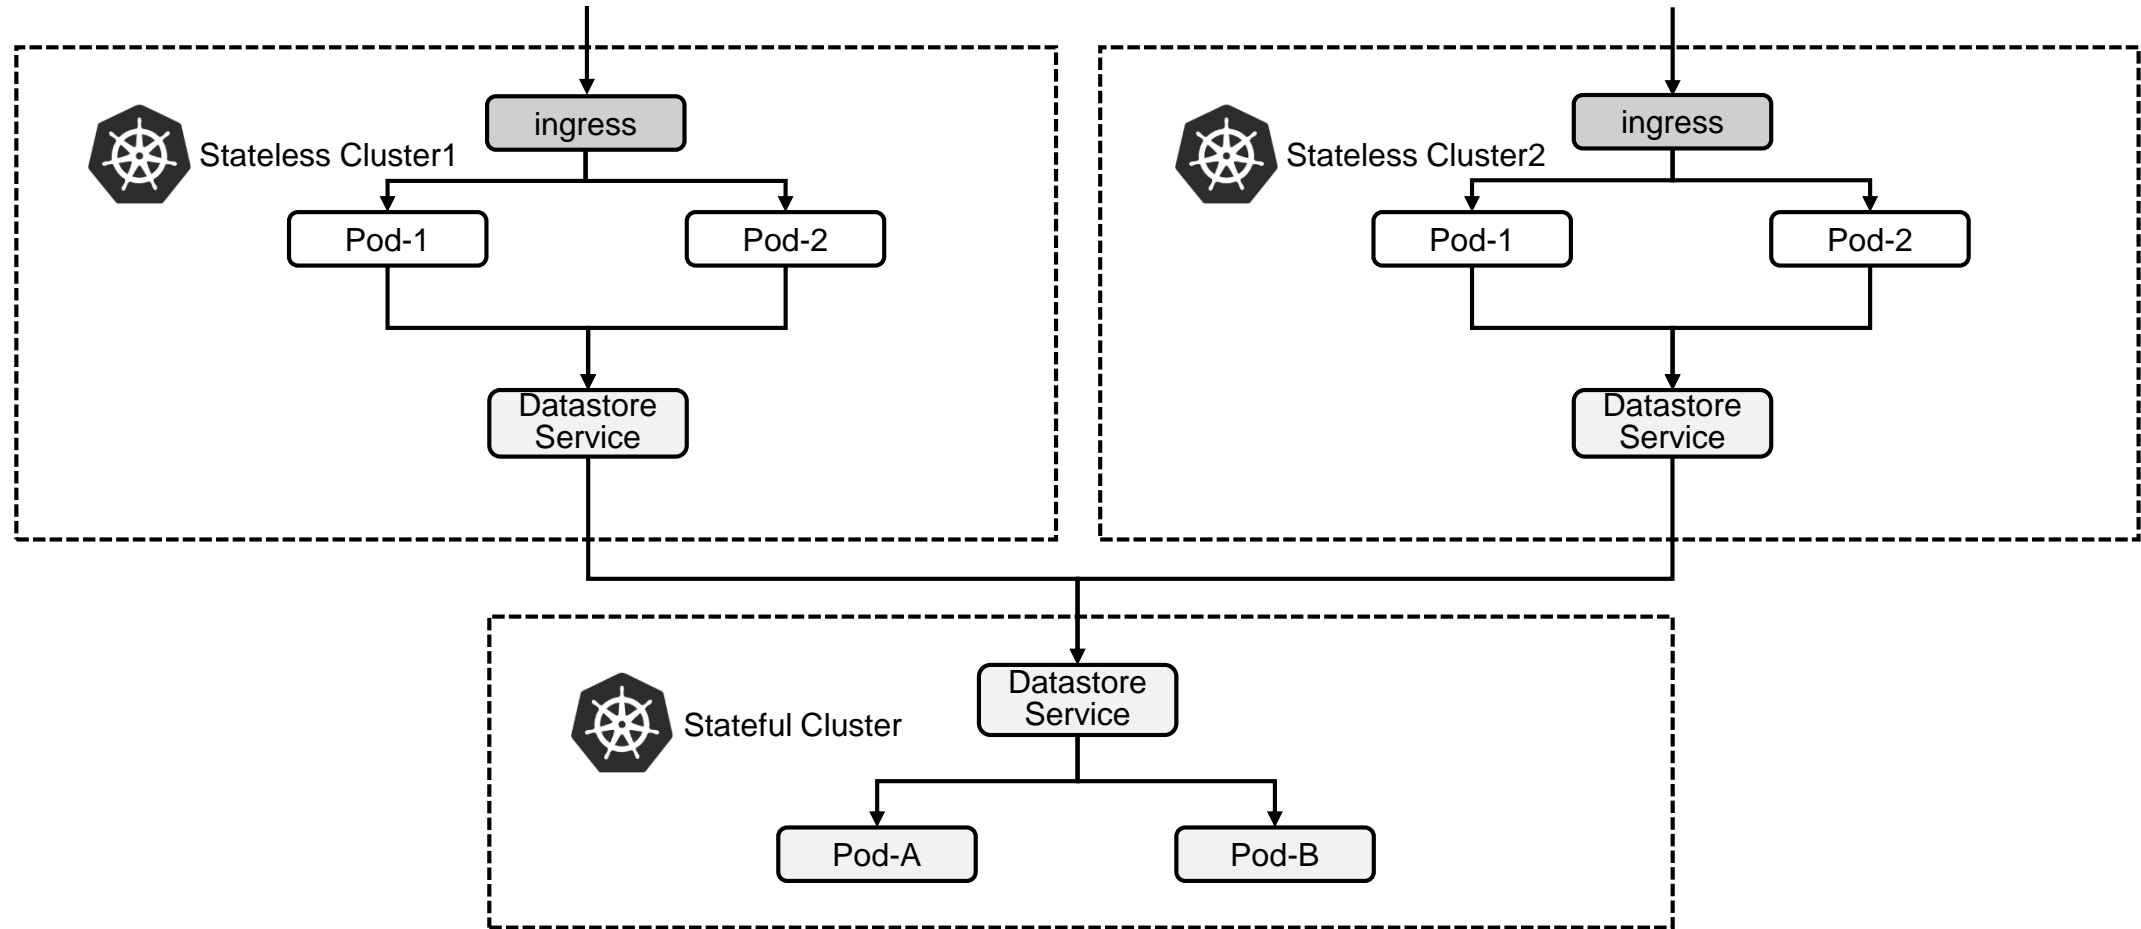 ingress
Stateless Cluster1
Pod-1
Pod-2
Datastore
Service
ingress
Stateless Cluster2
Pod-1
Pod-2
Datastore
Service
Datastore
Service
Stateful Cluster
Pod-A
Pod-B